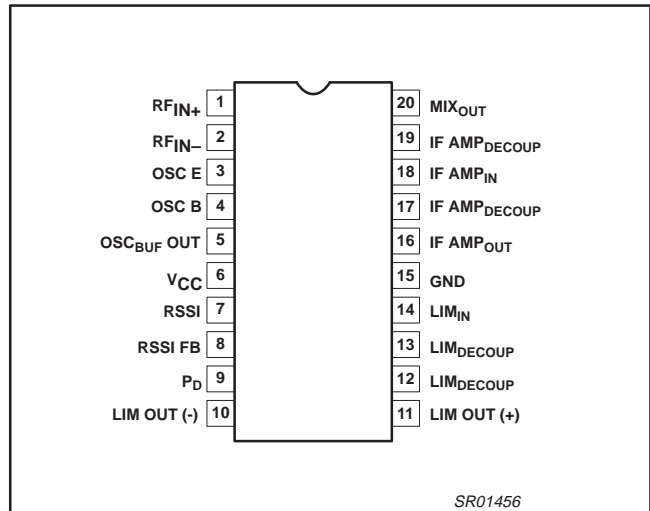 RFIN+ 1 20 MIXOUT
RFIN– 2 19 IF AMPDECOUP
OSC E 3 18 IF AMPIN
OSC B 4 17 IF AMPDECOUP
OSCBUF OUT 5 16 IF AMPOUT
VCC 6 15 GND
RSSI 7 14 LIMIN
RSSI FB 8 13 LIMDECOUP
PD 9 12 LIMDECOUP
LIM OUT (-) 10 11 LIM OUT (+)
SR01456